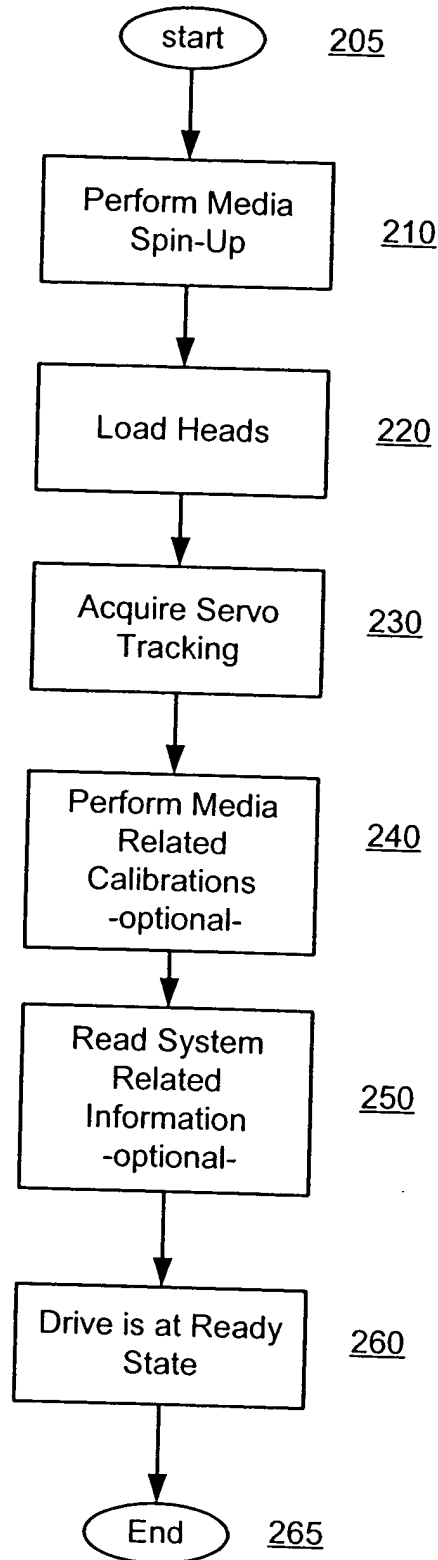 start 205
Perform Media
Spin-Up
210
Load Heads 220
Acquire Servo
Tracking
230
Perform Media
Related
Calibrations
-optional-
240
Read System
Related
Information
-optional-
250
Drive is at Ready
State
260
End 265